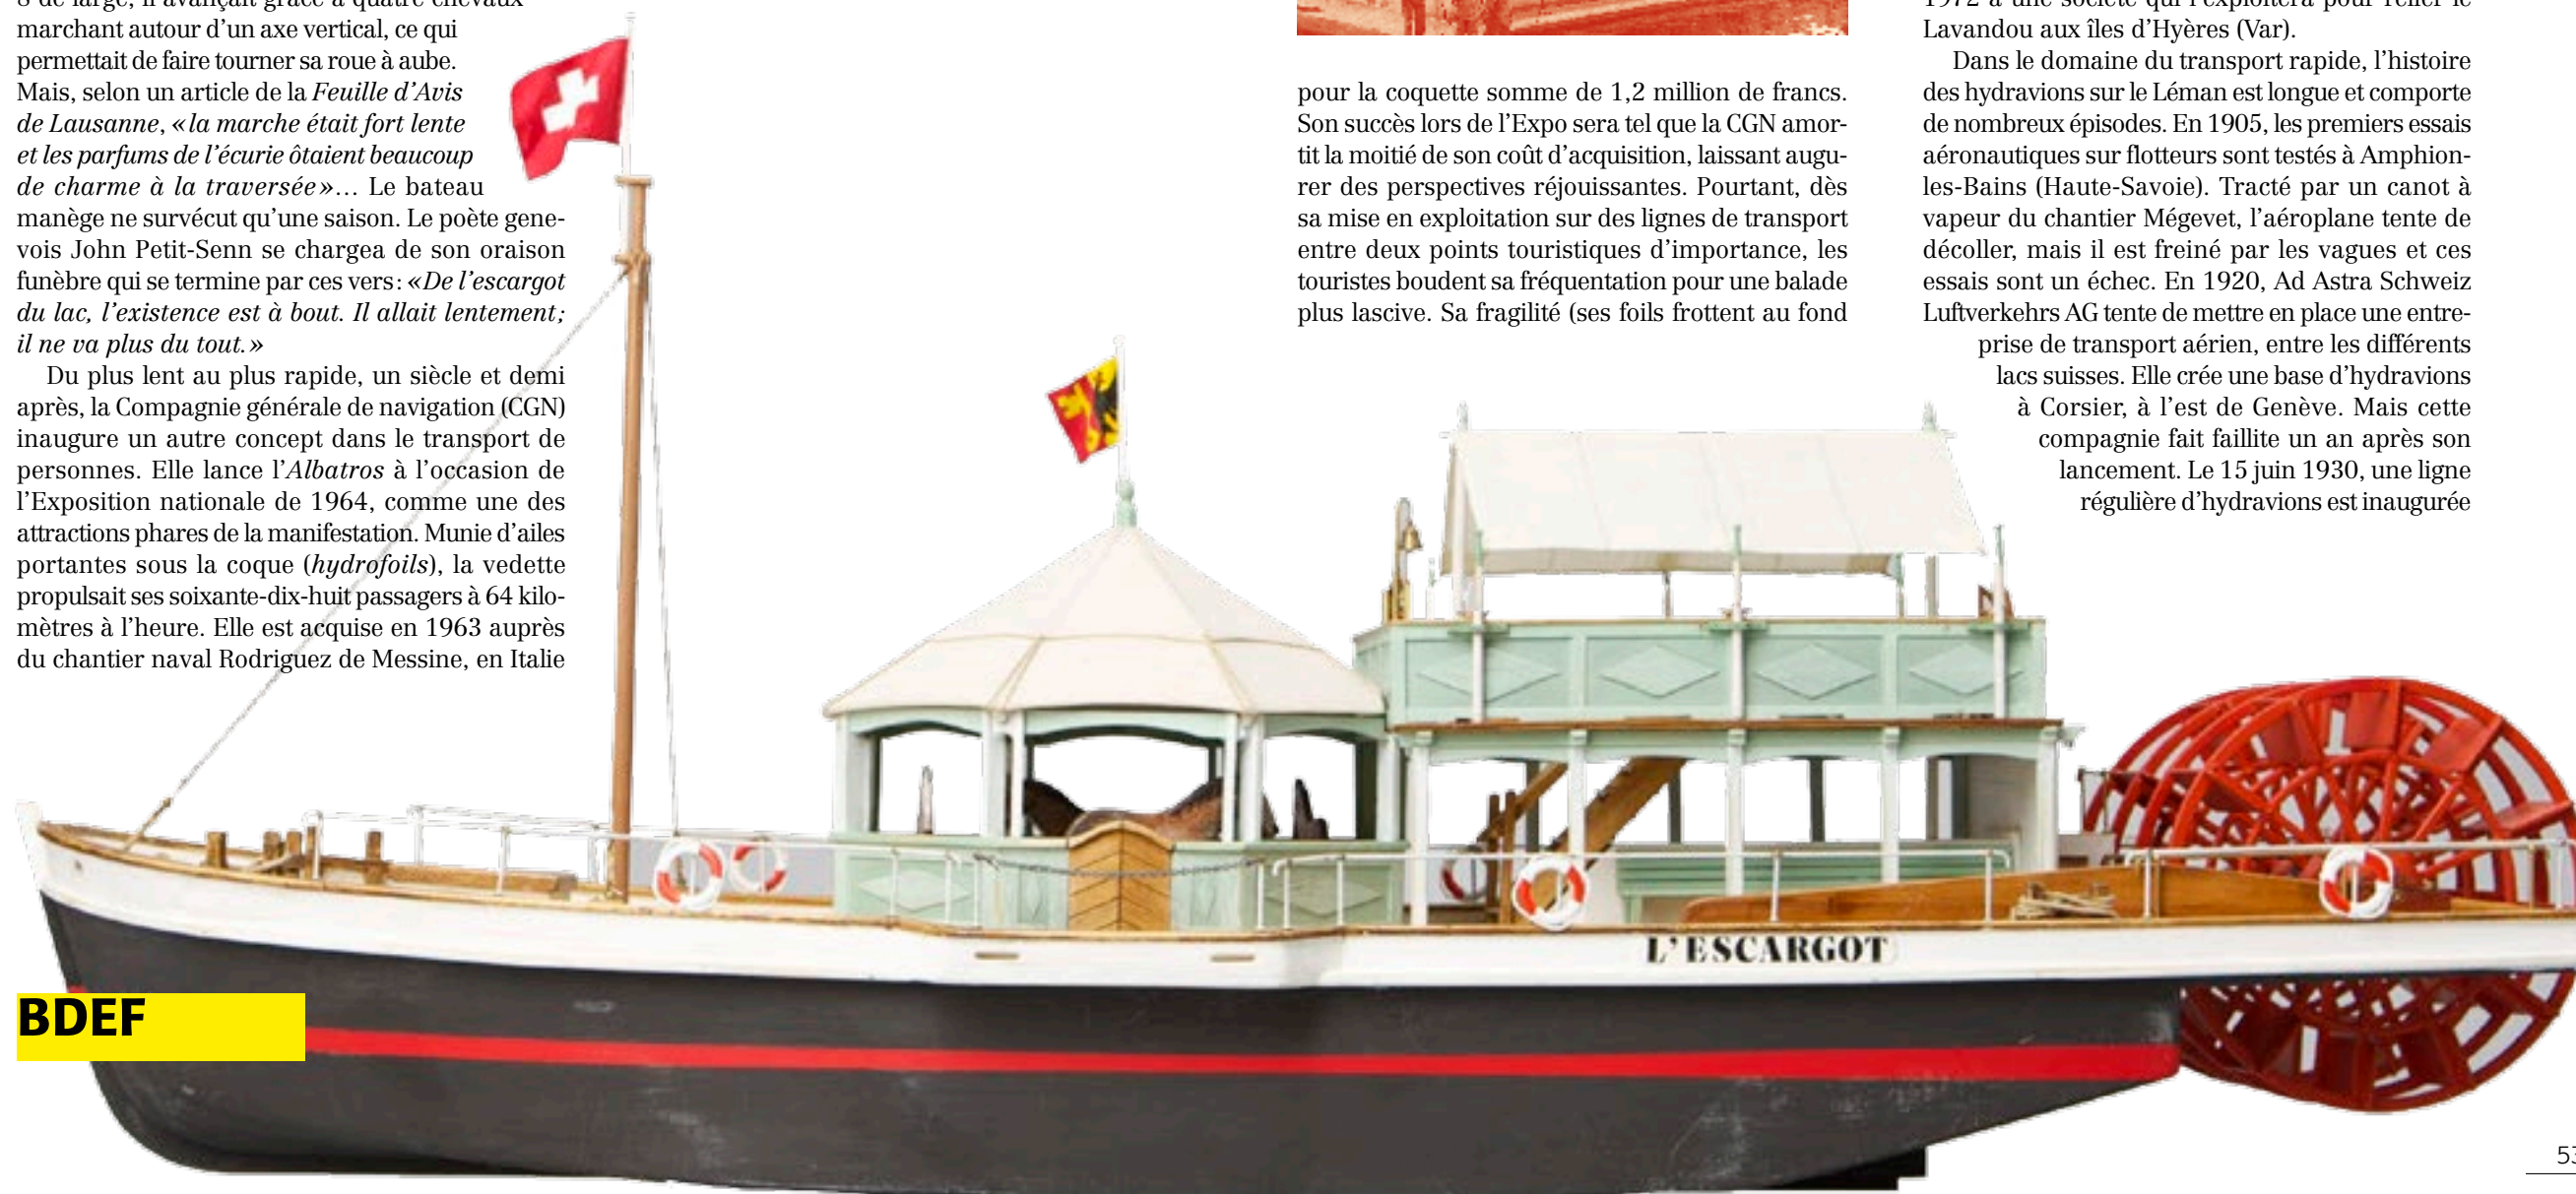 8 de large, il avançait grâce à quatre chevaux
marchant autour d’un axe vertical, ce qui
permettait de faire tourner sa roue à aube.
Mais, selon un article de la Feuille d’Avis
de Lausanne, «la marche était fort lente
et les parfums de l’écurie ôtaient beaucoup
de charme à la traversée»… Le bateau
manège ne survécut qu’une saison. Le poète gene-
vois John Petit-Senn se chargea de son oraison
funèbre qui se termine par ces vers: «De l’escargot
du lac, l’existence est à bout. Il allait lentement;
il ne va plus du tout.»
Du plus lent au plus rapide, un siècle et demi
après, la Compagnie générale de navigation (CGN)
inaugure un autre concept dans le transport de
personnes. Elle lance l’Albatros à l’occasion de
l’Exposition nationale de 1964, comme une des
attractions phares de la manifestation. Munie d’ailes
portantes sous la coque (hydrofoils), la vedette
propulsait ses soixante-dix-huit passagers à 64 kilo-
mètres à l’heure. Elle est acquise en 1963 auprès
du chantier naval Rodriguez de Messine, en Italie
pour la coquette somme de 1,2 million de francs.
Son succès lors de l’Expo sera tel que la CGN amor-
tit la moitié de son coût d’acquisition, laissant augu-
rer des perspectives réjouissantes. Pourtant, dès
sa mise en exploitation sur des lignes de transport
entre deux points touristiques d’importance, les
touristes boudent sa fréquentation pour une balade
plus lascive. Sa fragilité (ses foils frottent au fond
1972 à une société qui l’exploitera pour relier le
Lavandou aux îles d’Hyères (Var).
Dans le domaine du transport rapide, l’histoire
des hydravions sur le Léman est longue et comporte
de nombreux épisodes. En 1905, les premiers essais
aéronautiques sur flotteurs sont testés à Amphion-
les-Bains (Haute-Savoie). Tracté par un canot à
vapeur du chantier Mégevet, l’aéroplane tente de
décoller, mais il est freiné par les vagues et ces
essais sont un échec. En 1920, Ad Astra Schweiz
Luftverkehrs AG tente de mettre en place une entre-
prise de transport aérien, entre les différents
lacs suisses. Elle crée une base d’hydravions
à Corsier, à l’est de Genève. Mais cette
compagnie fait faillite un an après son
lancement. Le 15 juin 1930, une ligne
régulière d’hydravions est inaugurée
L’ESCARGOT
BDEF
53